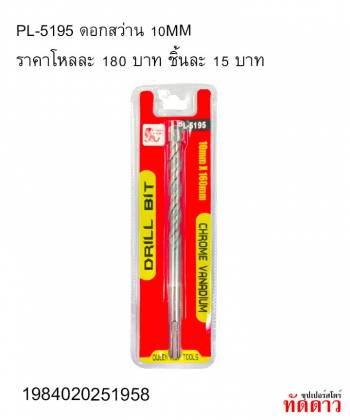 PL-5195 ดอกสว่าน 10MM
ราคาโหลละ 180 บาท ชิ้นละ 15 บาท
PL-5195
10mm X 160mm
DRILL BIT
CHROME VANADIUM
TOOLS
1984020251958
ซุปเปอร์สโตร์
ทัดดาว